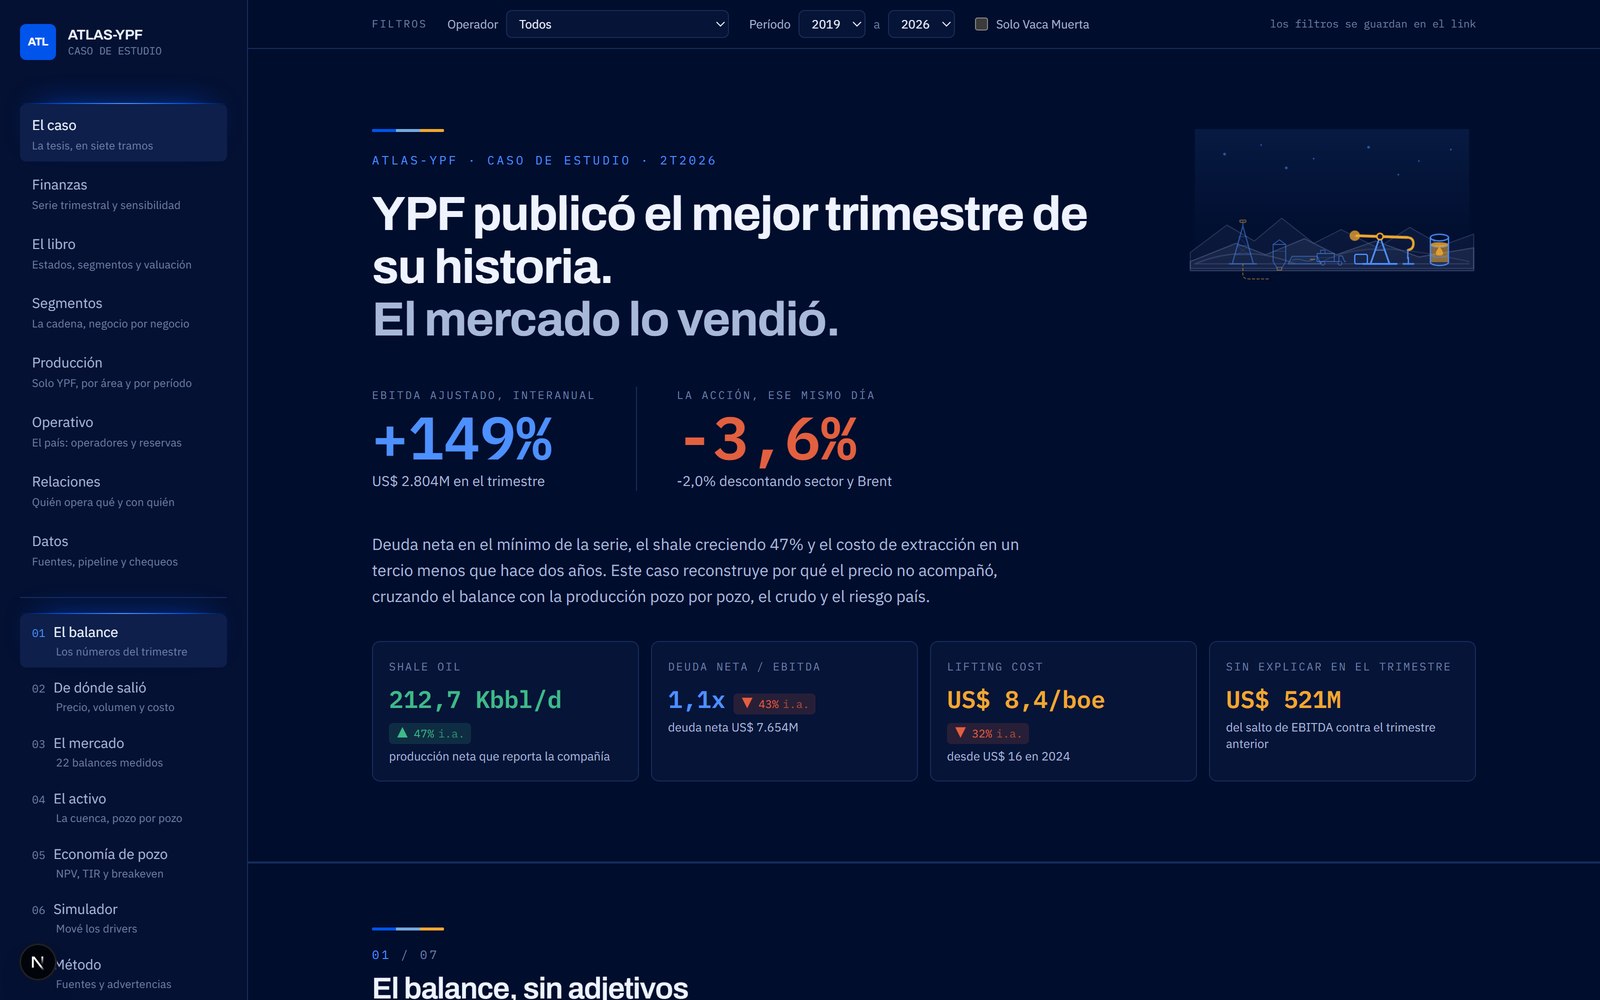 ATL
ATLAS-YPF
CASO DE ESTUDIO
El caso
La tesis, en siete tramos
Finanzas
Serie trimestral y sensibilidad
El libro
Estados, segmentos y valuación
Segmentos
La cadena, negocio por negocio
Producción
Solo YPF, por área y por período
Operativo
El país: operadores y reservas
Relaciones
Quién opera qué y con quién
Datos
Fuentes, pipeline y chequeos
01 El balance
Los números del trimestre
02 De dónde salió
Precio, volumen y costo
03 El mercado
22 balances medidos
04 El activo
La cuenca, pozo por pozo
05 Economía de pozo
NPV, TIR y breakeven
06 Simulador
Mové los drivers
N Método
Fuentes y advertencias
FILTROS Operador Todos Período 2019 a 2026 Solo Vaca Muerta los filtros se guardan en el link
ATLAS-YPF · CASO DE ESTUDIO · 2T2026
YPF publicó el mejor trimestre de
su historia.
El mercado lo vendió.
EBITDA AJUSTADO, INTERANUAL
+149%
US$ 2.804M en el trimestre
LA ACCIÓN, ESE MISMO DÍA
-3,6%
-2,0% descontando sector y Brent
Deuda neta en el mínimo de la serie, el shale creciendo 47% y el costo de extracción en un
tercio menos que hace dos años. Este caso reconstruye por qué el precio no acompañó,
cruzando el balance con la producción pozo por pozo, el crudo y el riesgo país.
SHALE OIL
212,7 Kbbl/d
▲ 47% i.a.
producción neta que reporta la compañía
DEUDA NETA / EBITDA
1,1x ▼ 43% i.a.
deuda neta US$ 7.654M
LIFTING COST
US$ 8,4/boe
▼ 32% i.a.
desde US$ 16 en 2024
SIN EXPLICAR EN EL TRIMESTRE
US$ 521M
del salto de EBITDA contra el trimestre
anterior
01 / 07
El balance, sin adjetivos